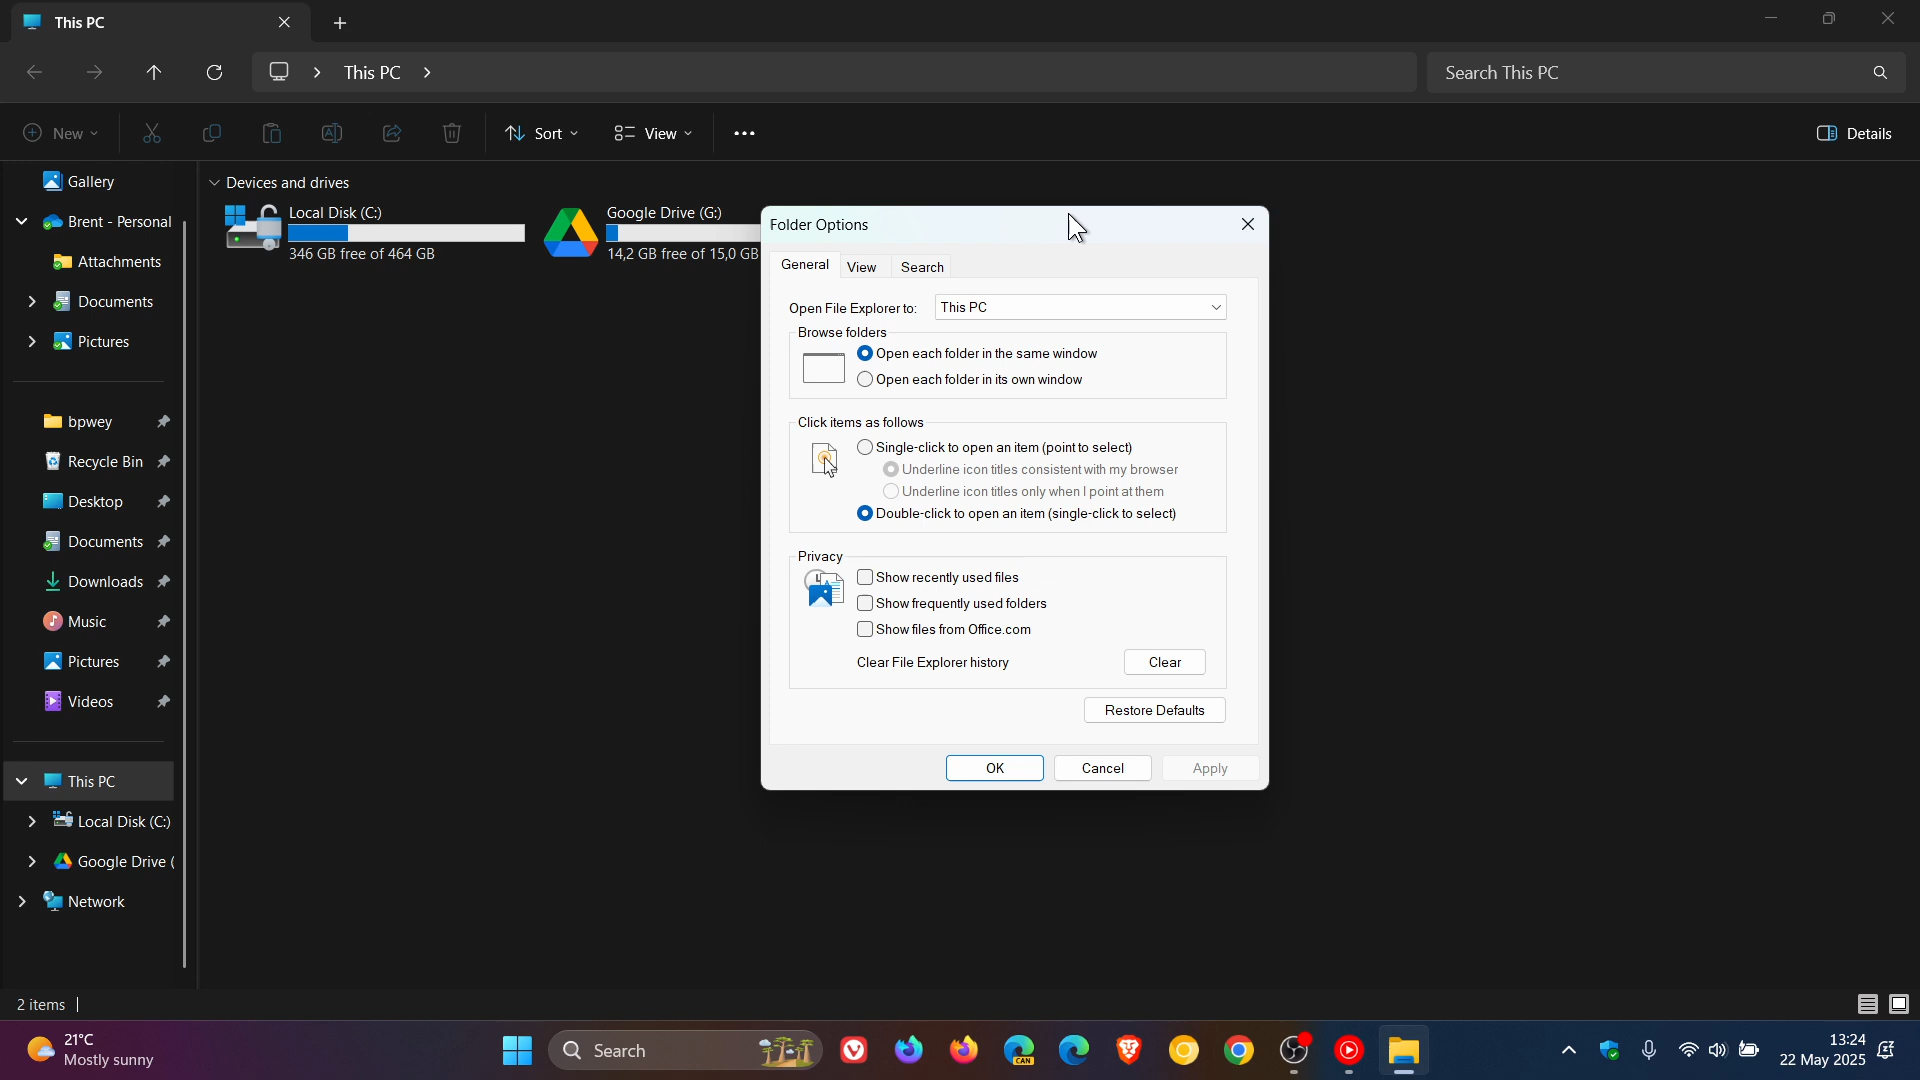 This PC
This PC
Search This PC
New
Sort
View
Details
Gallery
Brent - Personal
Attachments
Documents
Pictures
bpwey
Recycle Bin
Desktop
Documents
Downloads
Music
Pictures
Videos
This PC
Local Disk (C:)
Google Drive (
Network
Devices and drives
Local Disk (C:)
346 GB free of 464 GB
Google Drive (G:)
14,2 GB free of 15,0 GB
Folder Options
General View Search
Open File Explorer to: This PC
Browse folders
Open each folder in the same window
Open each folder in its own window
Click items as follows
Single-click to open an item (point to select)
Underline icon titles consistent with my browser
Underline icon titles only when I point at them
Double-click to open an item (single-click to select)
Privacy
Show recently used files
Show frequently used folders
Show files from Office.com
Clear File Explorer history
Clear
Restore Defaults
OK Cancel Apply
2 items
21°C
Mostly sunny
Search
CAN
13:24
22 May 2025